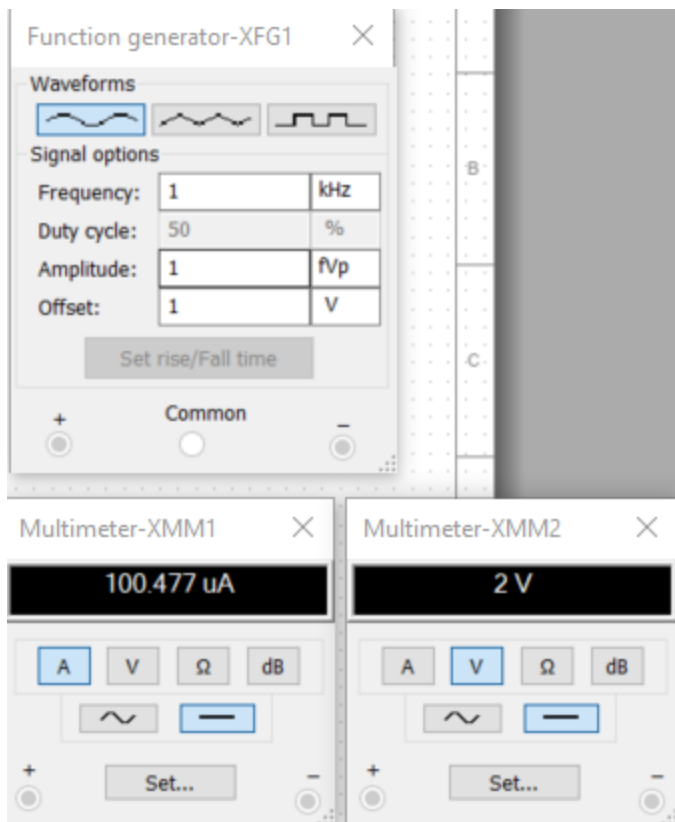 Function generator-XFG1
B
Waveforms
Signal options
Frequency: 1 kHz
Duty cycle: 50 %
Amplitude: 1 fVp
Offset: 1 V
Set rise/Fall time
C
+ Common −
Multimeter-XMM1
100.477 uA
A V Ω dB
+ Set... −
Multimeter-XMM2
2 V
A V Ω dB
+ Set... −